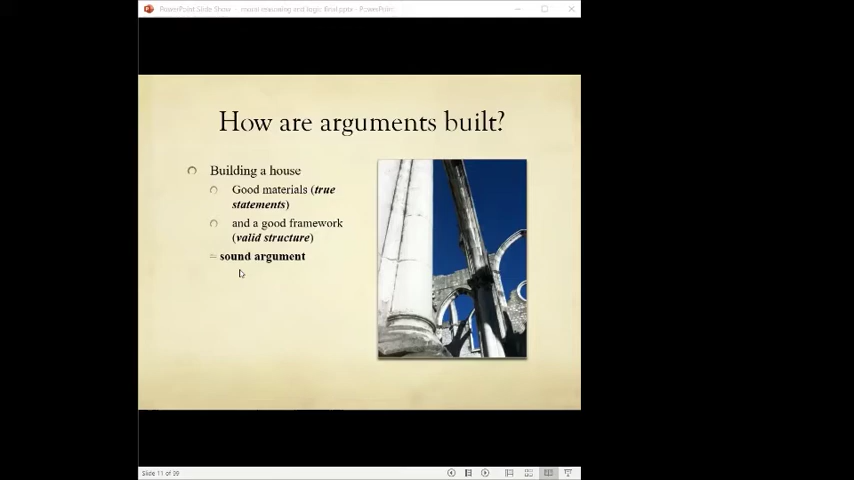 PowerPoint Slide Show - moral reasoning and logic final.pptx - PowerPoint
How are arguments built?
Building a house
Good materials (true
statements)
and a good framework
(valid structure)
= sound argument
Slide 11 of 39